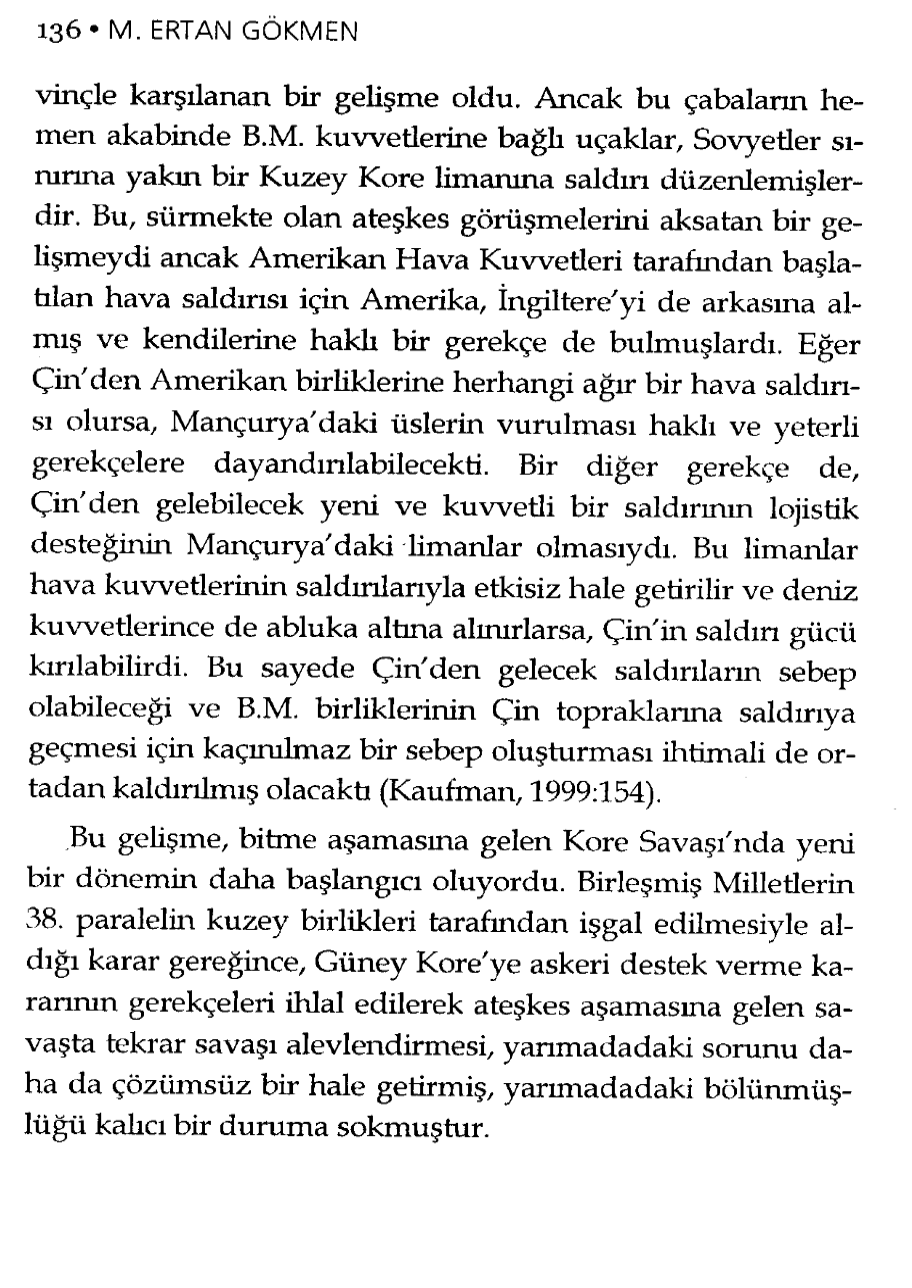 136 • M. ERTAN GÖKMEN
vinçle karşılanan bir gelişme oldu. Ancak bu çabaların he-
men akabinde B.M. kuvvetlerine bağlı uçaklar, Sovyetler sı-
nırına yakın bir Kuzey Kore limanına saldırı düzenlemişler-
dir. Bu, sürmekte olan ateşkes görüşmelerini aksatan bir ge-
lişmeydi ancak Amerikan Hava Kuvvetleri tarafından başla-
tılan hava saldırısı için Amerika, İngiltere'yi de arkasına al-
mış ve kendilerine haklı bir gerekçe de bulmuşlardı. Eğer
Çin'den Amerikan birliklerine herhangi ağır bir hava saldırı-
sı olursa, Mançurya'daki üslerin vurulması haklı ve yeterli
gerekçelere dayandırılabilecekti. Bir diğer gerekçe de,
Çin'den gelebilecek yeni ve kuvvetli bir saldırının lojistik
desteğinin Mançurya'daki limanlar olmasıydı. Bu limanlar
hava kuvvetlerinin saldırılarıyla etkisiz hale getirilir ve deniz
kuvvetlerince de abluka altına alınırlarsa, Çin'in saldırı gücü
kırılabilirdi. Bu sayede Çin'den gelecek saldırıların sebep
olabileceği ve B.M. birliklerinin Çin topraklarına saldırıya
geçmesi için kaçınılmaz bir sebep oluşturması ihtimali de or-
tadan kaldırılmış olacaktı (Kaufman, 1999:154).
Bu gelişme, bitme aşamasına gelen Kore Savaşı'nda yeni
bir dönemin daha başlangıcı oluyordu. Birleşmiş Milletlerin
38. paralelin kuzey birlikleri tarafından işgal edilmesiyle al-
dığı karar gereğince, Güney Kore'ye askeri destek verme ka-
rarının gerekçeleri ihlal edilerek ateşkes aşamasına gelen sa-
vaşta tekrar savaşı alevlendirmesi, yarımadadaki sorunu da-
ha da çözümsüz bir hale getirmiş, yarımadadaki bölünmüş-
lüğü kalıcı bir duruma sokmuştur.